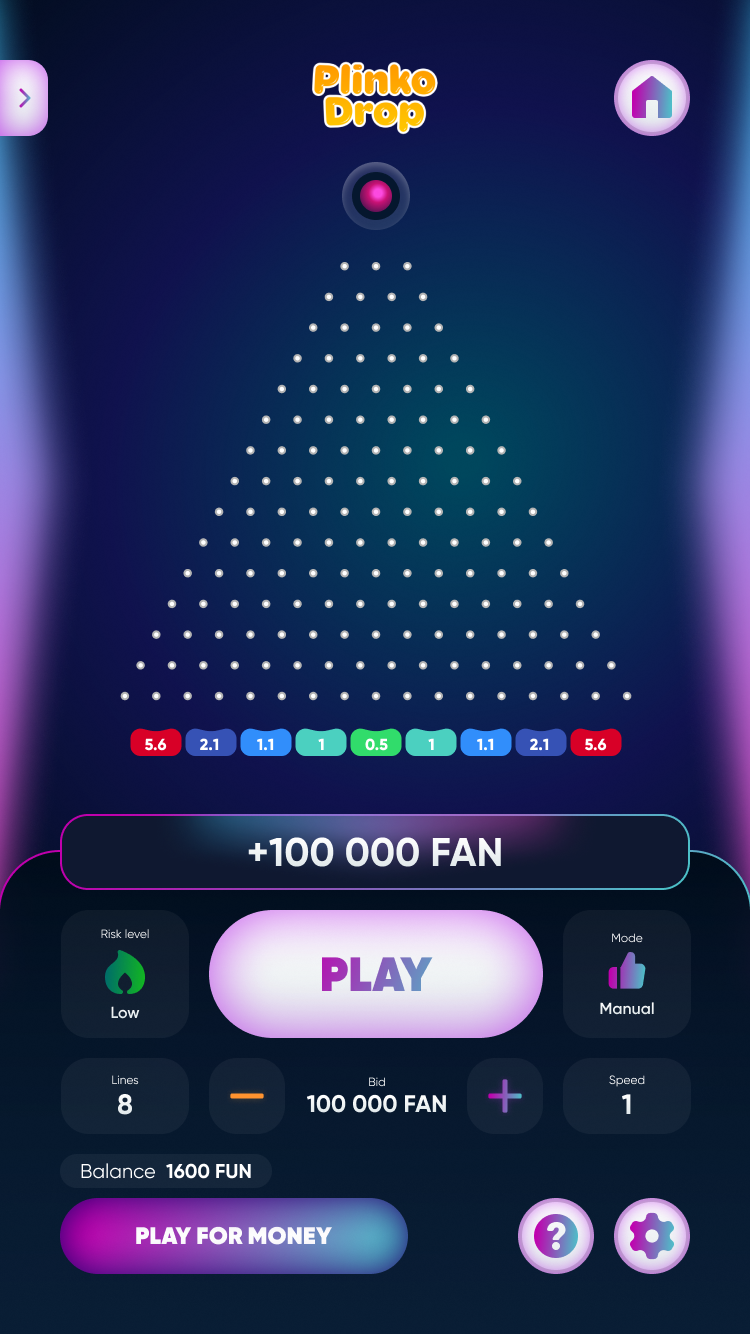 Plinko
Drop
5.6 2.1 1.1 1 0.5 1 1.1 2.1 5.6
+100 000 FAN
Risk level
Low
PLAY
Mode
Manual
Lines
8
Bid
100 000 FAN
Speed
1
Balance 1600 FUN
PLAY FOR MONEY
?